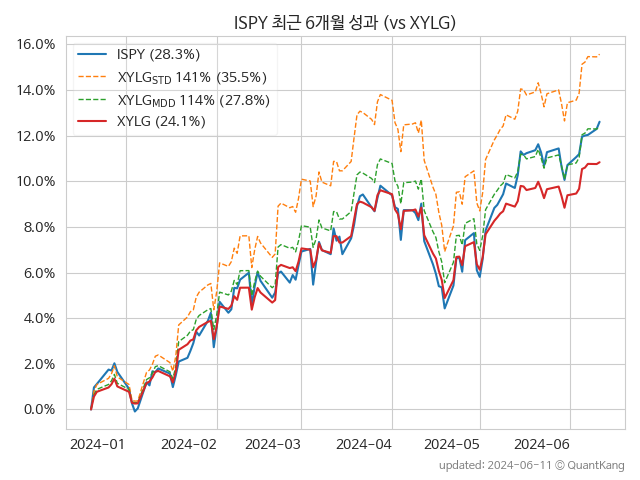 ISPY 최근 6개월 성과 (vs XYLG)
16.0%
14.0%
12.0%
10.0%
8.0%
6.0%
4.0%
2.0%
0.0%
ISPY (28.3%)
XYLG_STD 141% (35.5%)
XYLG_MDD 114% (27.8%)
XYLG (24.1%)
2024-01
2024-02
2024-03
2024-04
2024-05
2024-06
updated: 2024-06-11 © QuantKang